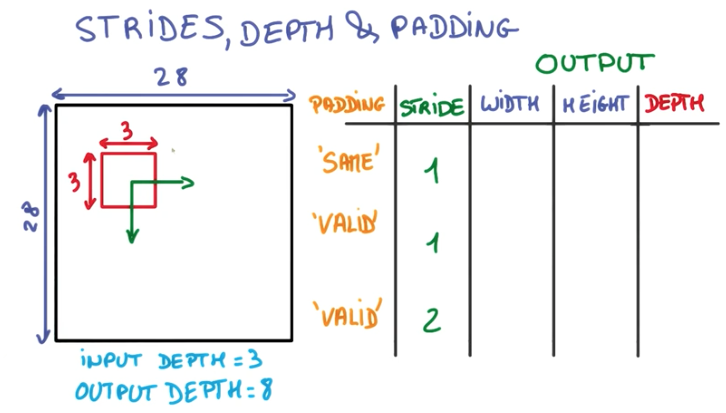 STRIDES, DEPTH & PADDING
28
28
3
3
INPUT DEPTH = 3
OUTPUT DEPTH = 8
OUTPUT
PADDING STRIDE WIDTH HEIGHT DEPTH
'SAME' 1
'VALID' 1
'VALID' 2